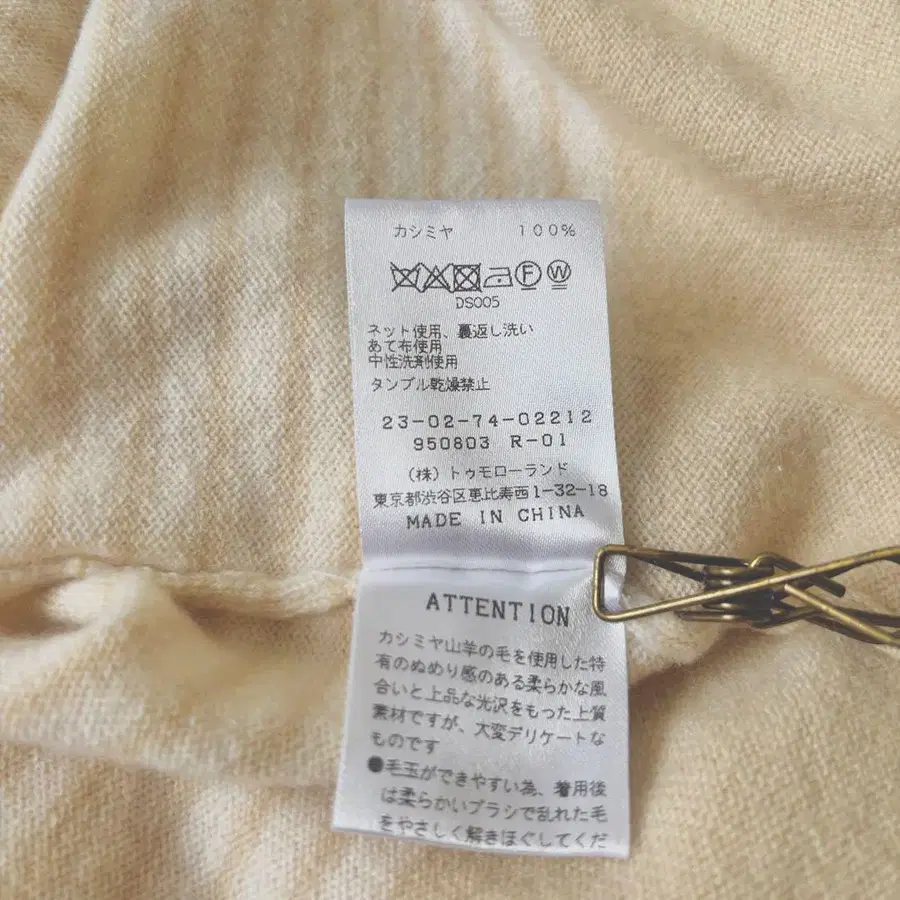 カシミヤ 100%
F W
DS005
ネット使用、裏返し洗い
あて布使用
中性洗剤使用
タンブル乾燥禁止
23-02-74-02212
950803 R-01
(株)トゥモローランド
東京都渋谷区恵比寿西1-32-18
MADE IN CHINA
ATTENTION
カシミヤ山羊の毛を使用した特
有のぬめり感のある柔らかな風
合いと上品な光沢をもった上質
素材ですが、大変デリケートな
ものです
●毛玉ができやすい為、着用後
は柔らかいブラシで乱れた毛
をやさしく解きほぐしてくだ